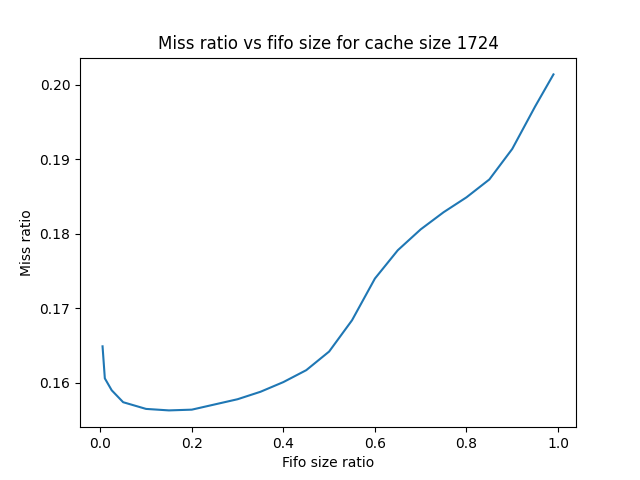 Miss ratio vs fifo size for cache size 1724
0.20
0.19
0.18
0.17
0.16
Miss ratio
0.0 0.2 0.4 0.6 0.8 1.0
Fifo size ratio